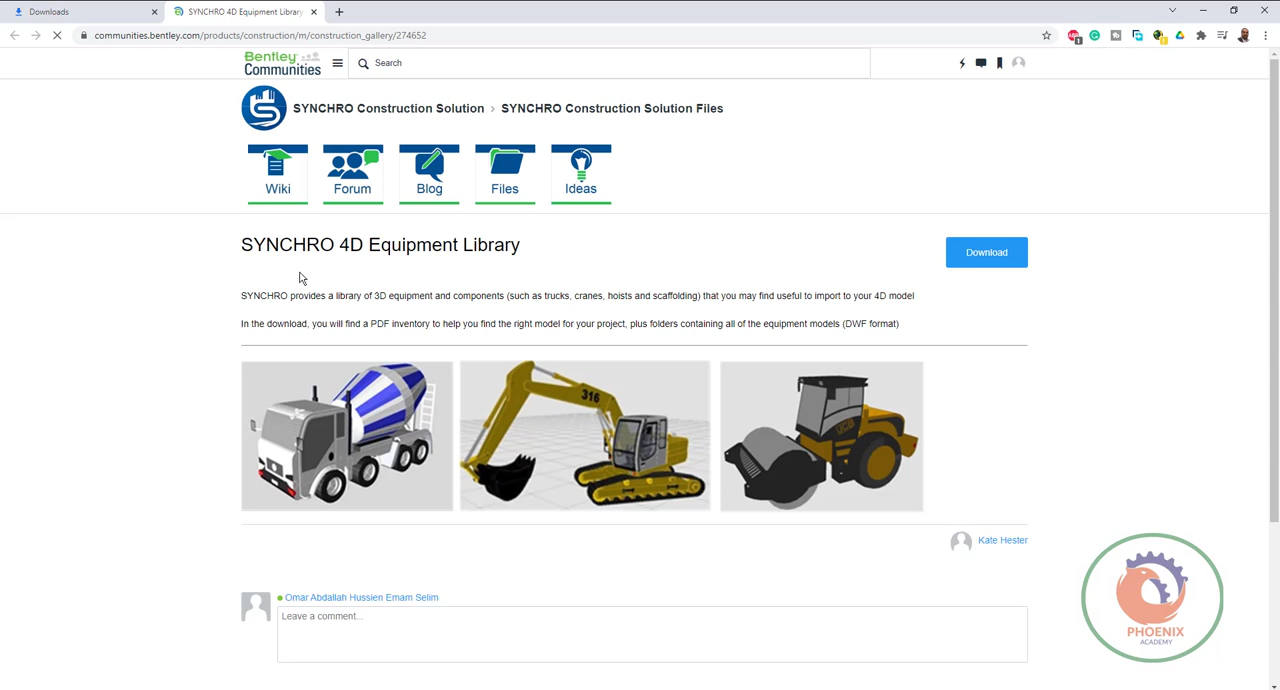 Downloads
SYNCHRO 4D Equipment Library
communities.bentley.com/products/construction/m/construction_gallery/274652
Bentley
Communities
Search
SYNCHRO Construction Solution › SYNCHRO Construction Solution Files
Wiki
Forum
Blog
Files
Ideas
SYNCHRO 4D Equipment Library
Download
SYNCHRO provides a library of 3D equipment and components (such as trucks, cranes, hoists and scaffolding) that you may find useful to import to your 4D model
In the download, you will find a PDF inventory to help you find the right model for your project, plus folders containing all of the equipment models (DWF format)
316
Kate Hester
Omar Abdallah Hussien Emam Selim
Leave a comment...
PHOENIX
ACADEMY